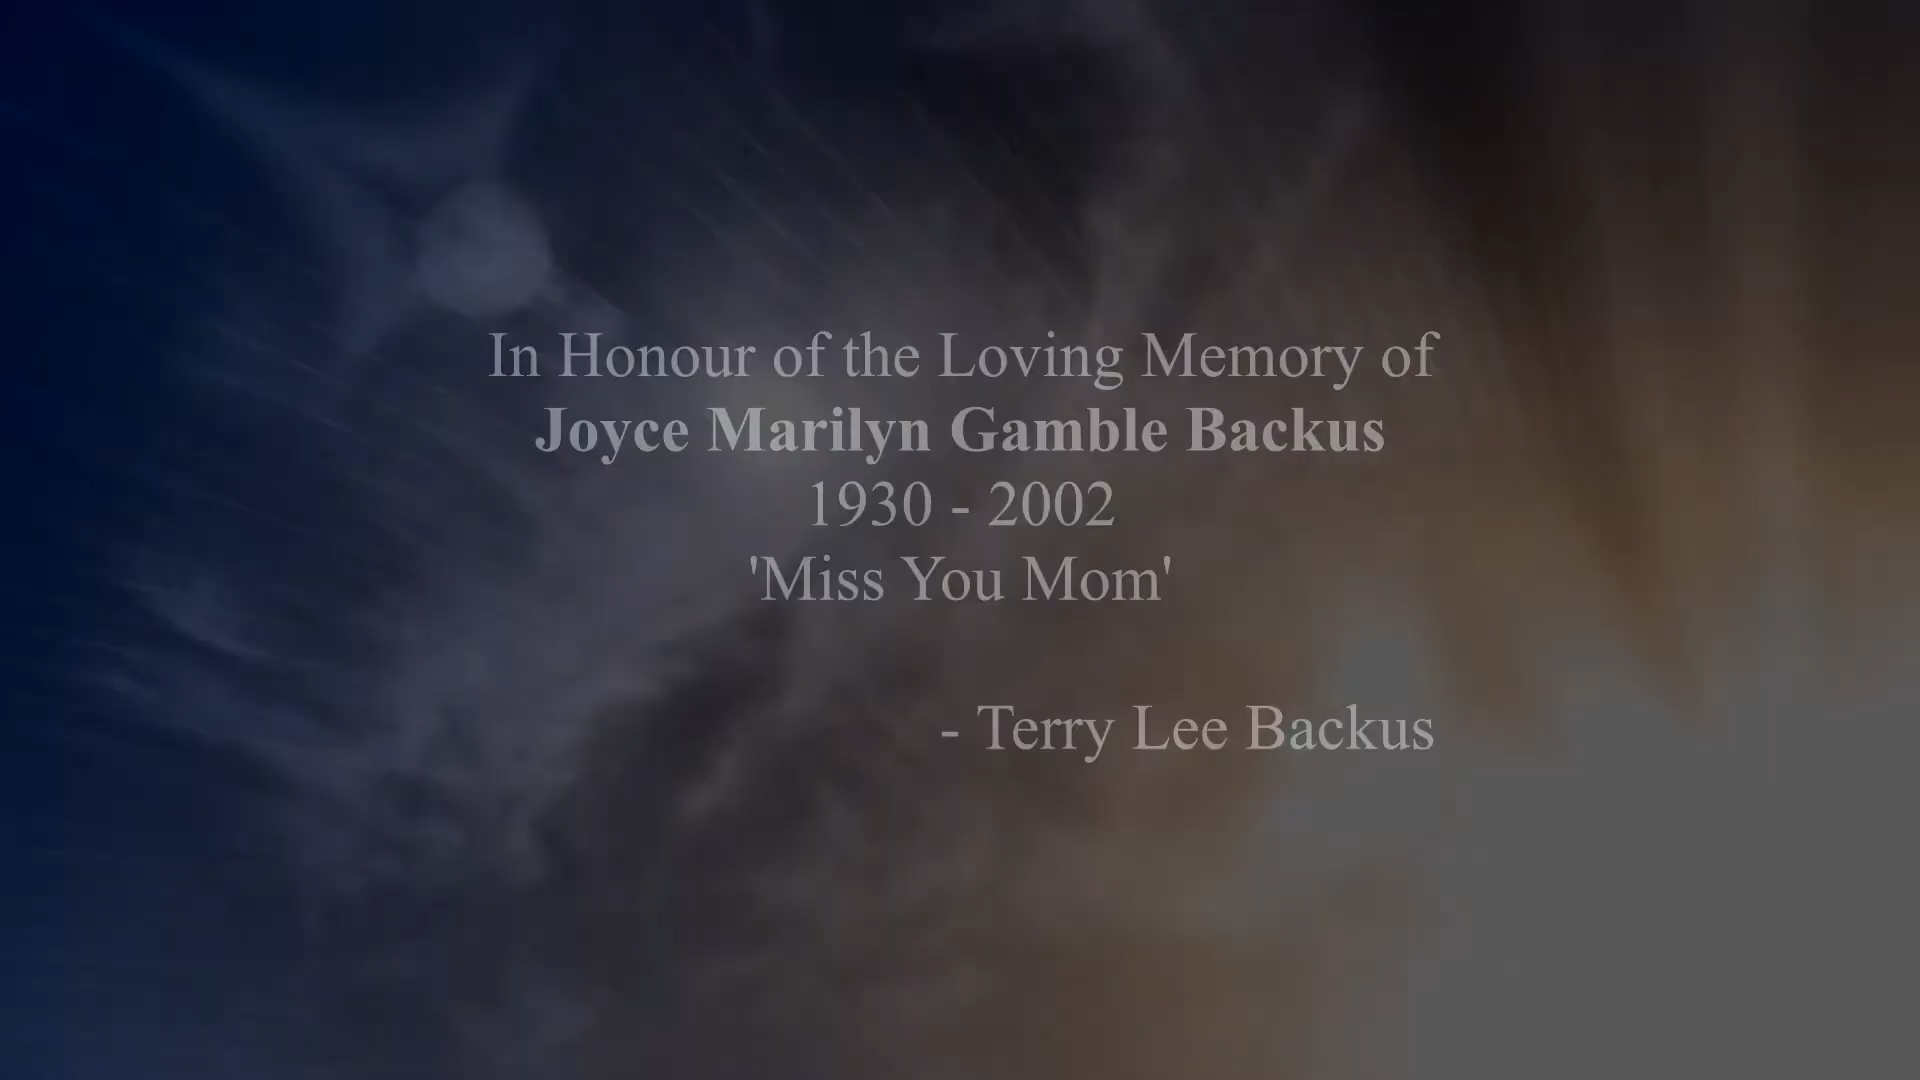 In Honour of the Loving Memory of
Joyce Marilyn Gamble Backus
1930 - 2002
'Miss You Mom'
- Terry Lee Backus